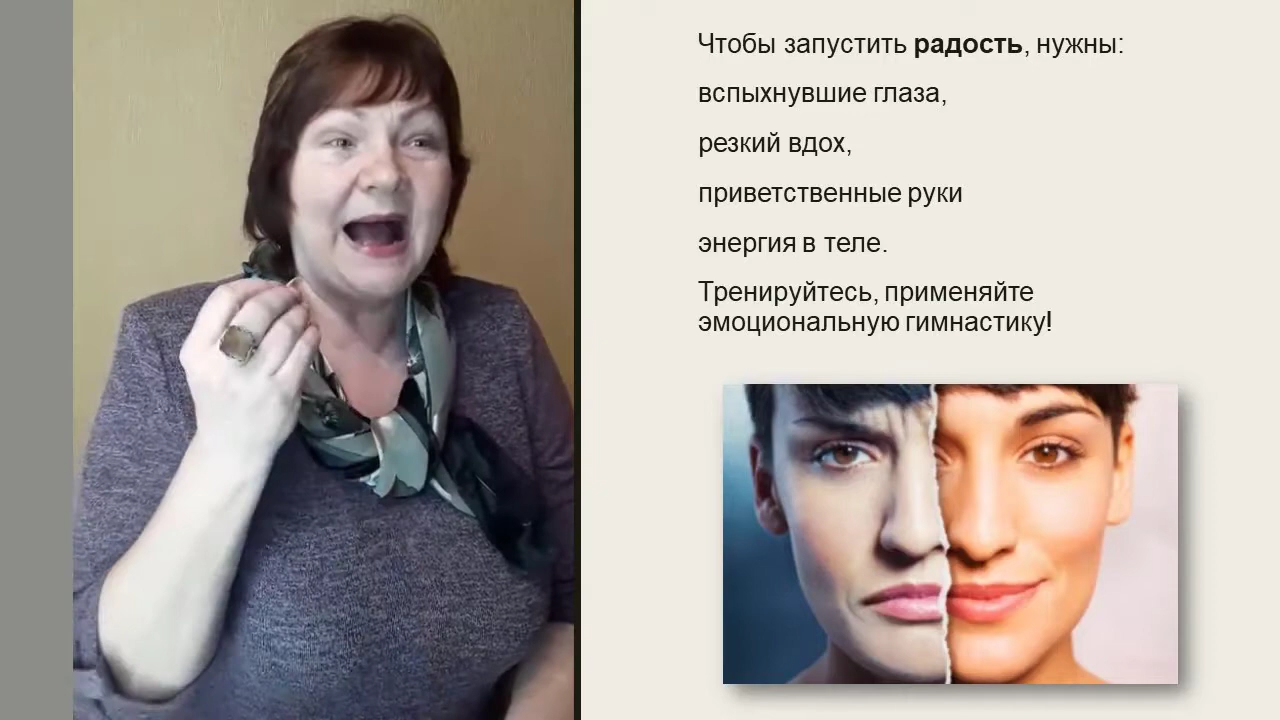 Чтобы запустить радость, нужны:
вспыхнувшие глаза,
резкий вдох,
приветственные руки
энергия в теле.
Тренируйтесь, применяйте
эмоциональную гимнастику!